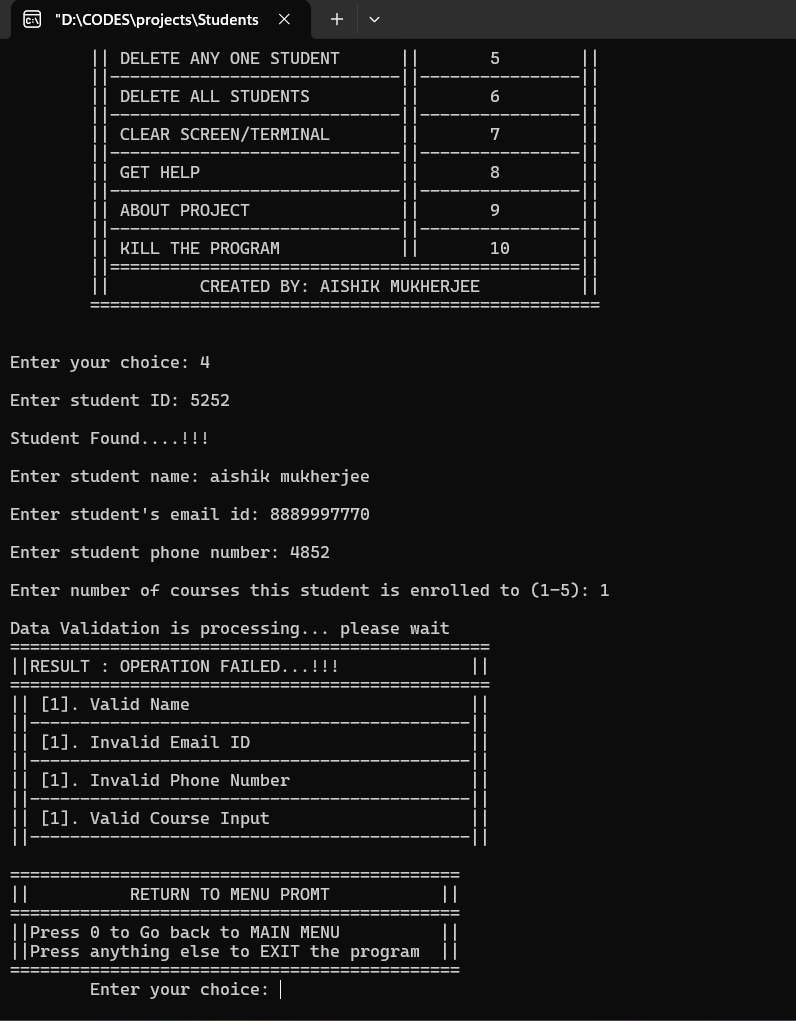 "D:\CODES\projects\Students
|| DELETE ANY ONE STUDENT      ||       5        ||
||-----------------------------||----------------||
|| DELETE ALL STUDENTS         ||       6        ||
||-----------------------------||----------------||
|| CLEAR SCREEN/TERMINAL       ||       7        ||
||-----------------------------||----------------||
|| GET HELP                    ||       8        ||
||-----------------------------||----------------||
|| ABOUT PROJECT               ||       9        ||
||-----------------------------||----------------||
|| KILL THE PROGRAM            ||       10       ||
||===============================================||
||         CREATED BY: AISHIK MUKHERJEE          ||
===================================================
Enter your choice: 4
Enter student ID: 5252
Student Found....!!!
Enter student name: aishik mukherjee
Enter student's email id: 8889997770
Enter student phone number: 4852
Enter number of courses this student is enrolled to (1-5): 1
Data Validation is processing... please wait
================================================
||RESULT : OPERATION FAILED...!!!             ||
================================================
|| [1]. Valid Name                            ||
||--------------------------------------------||
|| [1]. Invalid Email ID                      ||
||--------------------------------------------||
|| [1]. Invalid Phone Number                  ||
||--------------------------------------------||
|| [1]. Valid Course Input                    ||
||--------------------------------------------||
=============================================
||          RETURN TO MENU PROMT           ||
=============================================
||Press 0 to Go back to MAIN MENU          ||
||Press anything else to EXIT the program  ||
=============================================
Enter your choice: